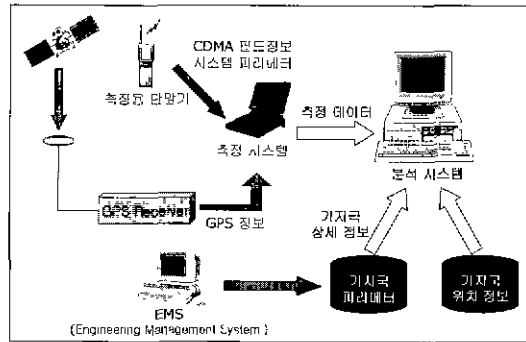 CDMA 필드정보
시스템 파라메터
측정용 단말기
측정 데이터
측정 시스템
분석 시스템
GPS Receiver
GPS 정보
기지국
상세 정보
기지국
파라메터
기지국
위치 정보
EMS
(Engineering Management System)